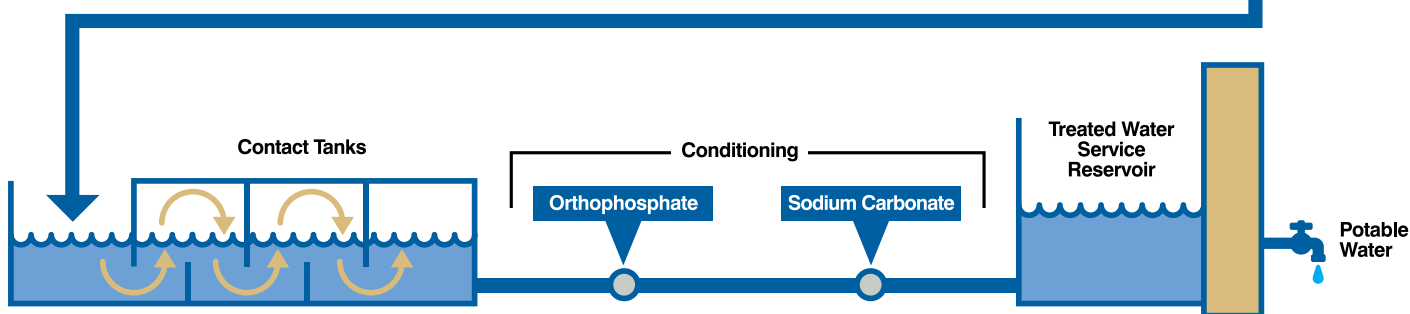 Contact Tanks
Conditioning
Orthophosphate
Sodium Carbonate
Treated Water
Service
Reservoir
Potable
Water